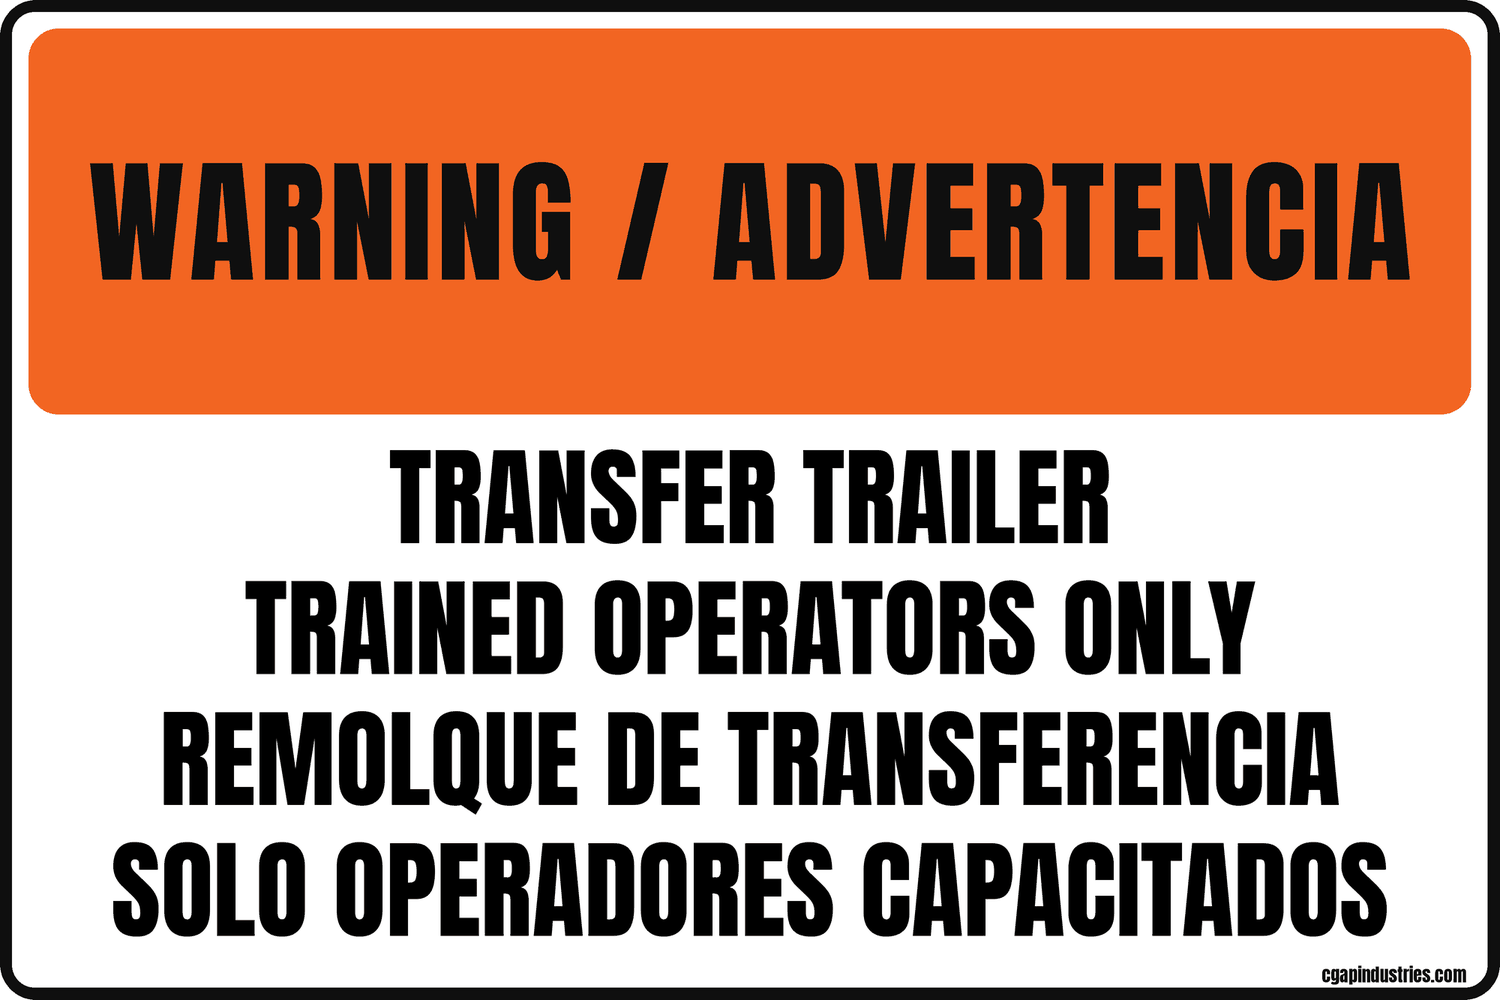 WARNING / ADVERTENCIA
TRANSFER TRAILER
TRAINED OPERATORS ONLY
REMOLQUE DE TRANSFERENCIA
SOLO OPERADORES CAPACITADOS
cgapindustries.com